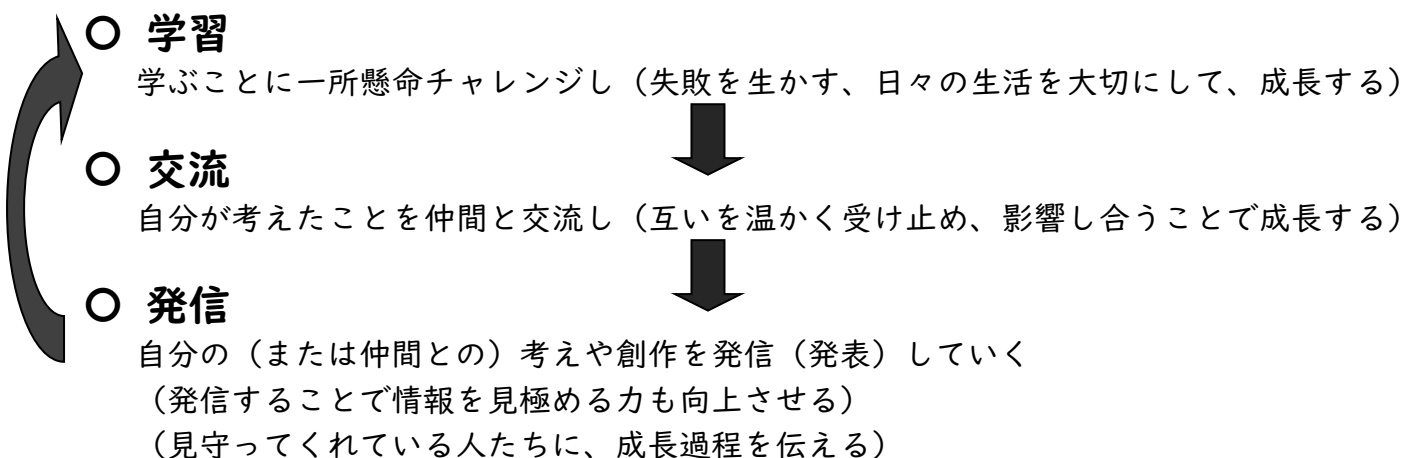 ○ 学習
学ぶことに一所懸命チャレンジし（失敗を生かす、日々の生活を大切にして、成長する）
○ 交流
自分が考えたことを仲間と交流し（互いを温かく受け止め、影響し合うことで成長する）
○ 発信
自分の（または仲間との）考えや創作を発信（発表）していく
（発信することで情報を見極める力も向上させる）
（見守ってくれている人たちに、成長過程を伝える）